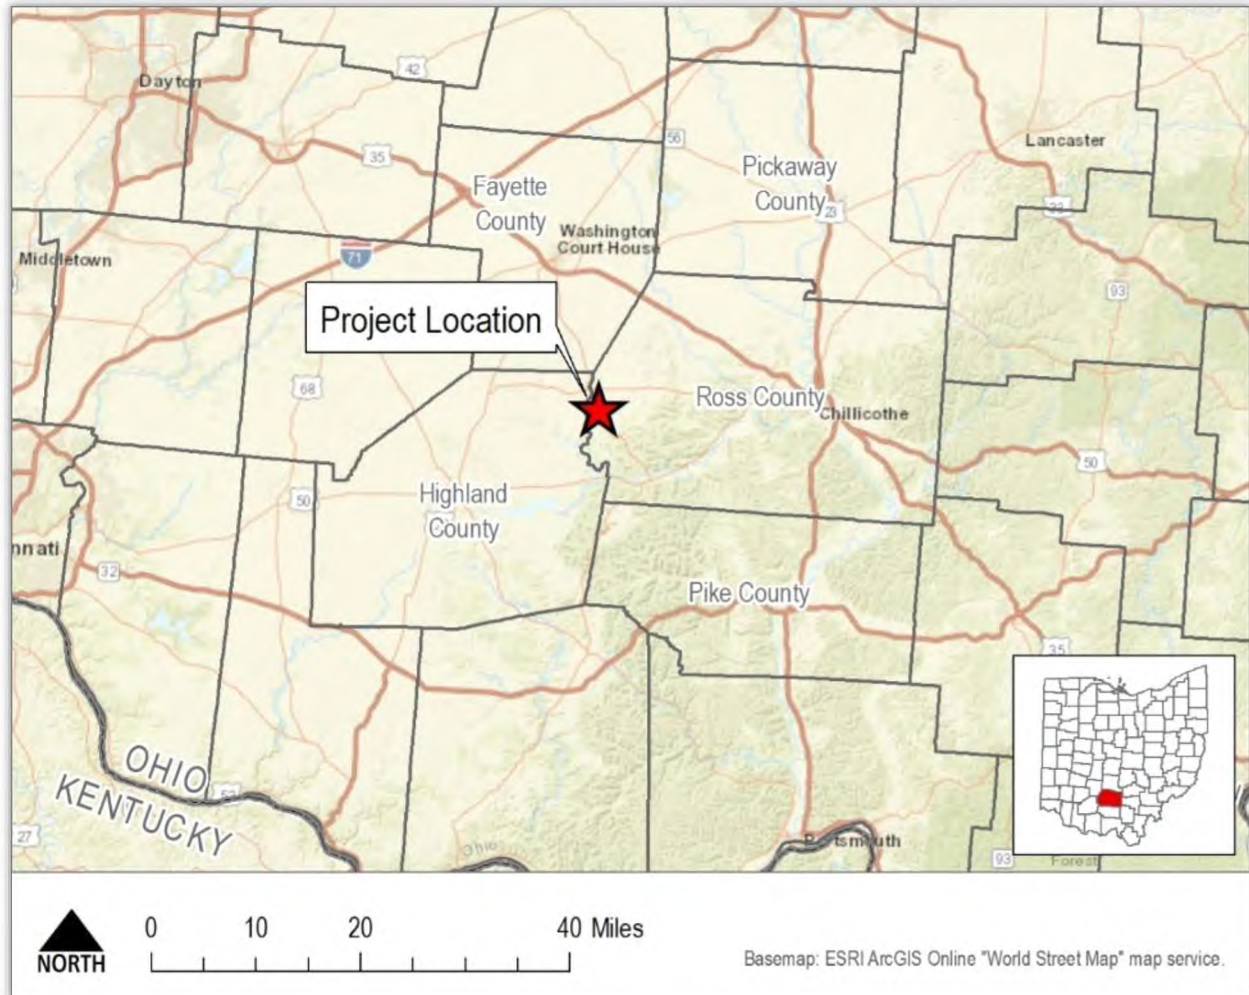 42
Dayton
56
35
Lancaster
Pickaway
County
Fayette
County
23
33
Washington
Court House
Middletown
71
93
Project Location
68
Ross County
Chillicothe
50
Highland
County
50
nnati
32
Pike County
35
OHIO
KENTUCKY
52
27
Ohio
Portsmouth
93
Forest
NORTH
0 10 20 40 Miles
Basemap: ESRI ArcGIS Online "World Street Map" map service.